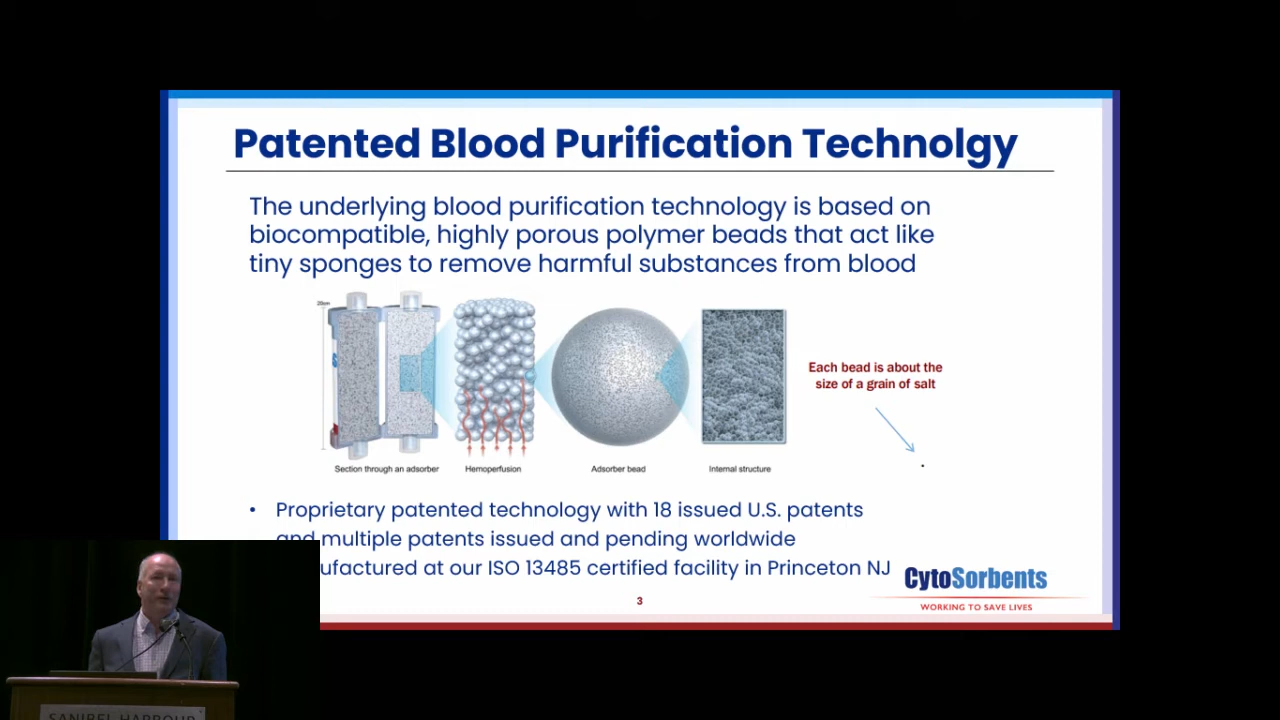 Patented Blood Purification Technolgy
The underlying blood purification technology is based on
biocompatible, highly porous polymer beads that act like
tiny sponges to remove harmful substances from blood
20cm
Each bead is about the
size of a grain of salt
Section through an adsorber
Hemoperfusion
Adsorber bead
Internal structure
• Proprietary patented technology with 18 issued U.S. patents
and multiple patents issued and pending worldwide
ufactured at our ISO 13485 certified facility in Princeton NJ
CytoSorbents
WORKING TO SAVE LIVES
3
SANIBEL HARBOUR